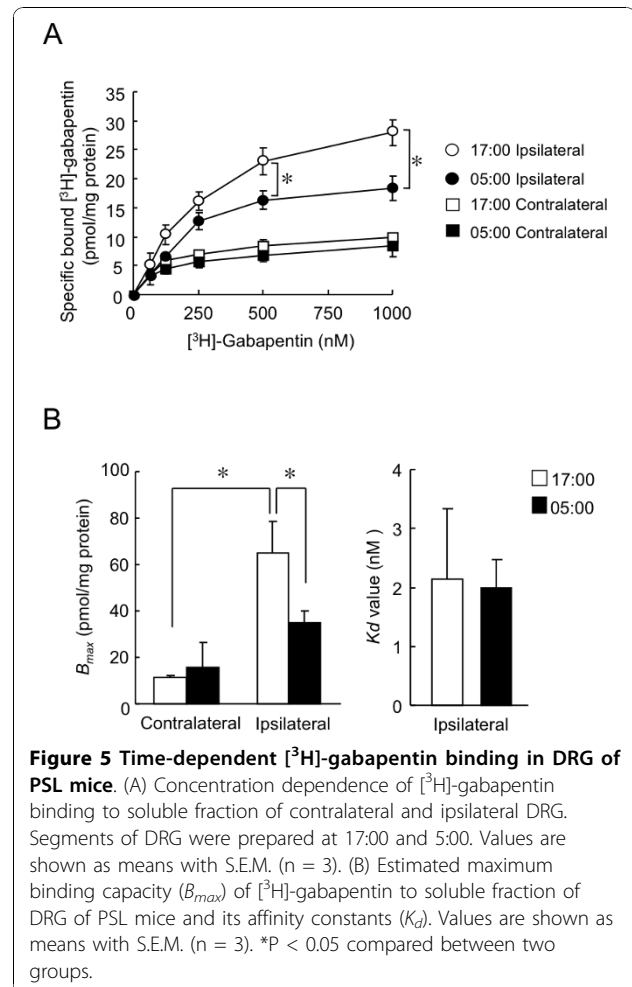 A
35
30
25
20
15
10
5
0
Specific bound [³H]-gabapentin
(pmol/mg protein)
0 250 500 750 1000
[³H]-Gabapentin (nM)
* *
17:00 Ipsilateral
05:00 Ipsilateral
17:00 Contralateral
05:00 Contralateral
B
100
80
60
40
20
0
Bmax (pmol/mg protein)
* *
Contralateral Ipsilateral
4
3
2
1
0
Kd value (nM )
Ipsilateral
17:00
05:00
Figure 5 Time-dependent [³H]-gabapentin binding in DRG of
PSL mice. (A) Concentration dependence of [³H]-gabapentin
binding to soluble fraction of contralateral and ipsilateral DRG.
Segments of DRG were prepared at 17:00 and 5:00. Values are
shown as means with S.E.M. (n = 3). (B) Estimated maximum
binding capacity (Bmax) of [³H]-gabapentin to soluble fraction of
DRG of PSL mice and its affinity constants (Kd). Values are shown as
means with S.E.M. (n = 3). *P < 0.05 compared between two
groups.